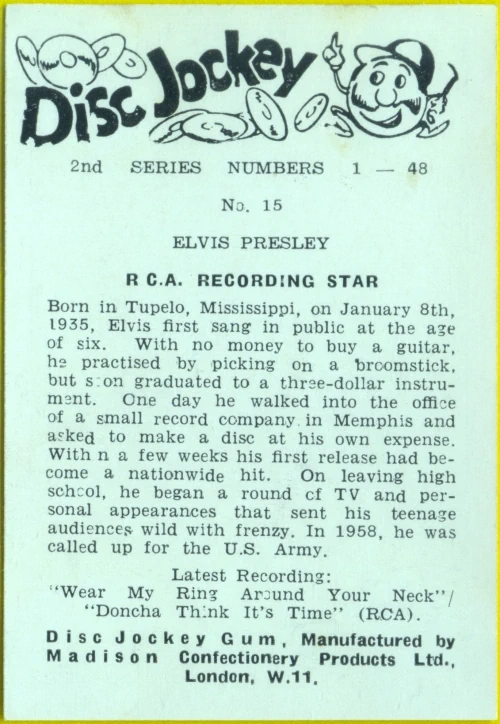 Disc Jockey
2nd SERIES NUMBERS 1 — 48
No. 15
ELVIS PRESLEY
R C.A. RECORDING STAR
Born in Tupelo, Mississippi, on January 8th,
1935, Elvis first sang in public at the age
of six. With no money to buy a guitar,
he practised by picking on a broomstick,
but s:on graduated to a three-dollar instru-
ment. One day he walked into the office
of a small record company in Memphis and
asked to make a disc at his own expense.
With n a few weeks his first release had be-
come a nationwide hit. On leaving high
school, he began a round of TV and per-
sonal appearances that sent his teenage
audiences wild with frenzy. In 1958, he was
called up for the U.S. Army.
Latest Recording:
"Wear My Ring Around Your Neck"/
"Doncha Think It's Time" (RCA).
Disc Jockey Gum, Manufactured by
Madison Confectionery Products Ltd.,
London, W.11.